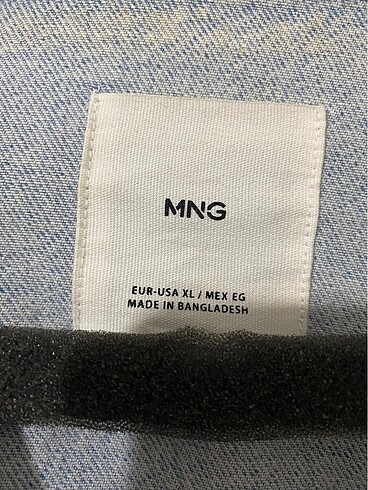 MNG
EUR-USA XL / MEX EG
MADE IN BANGLADESH